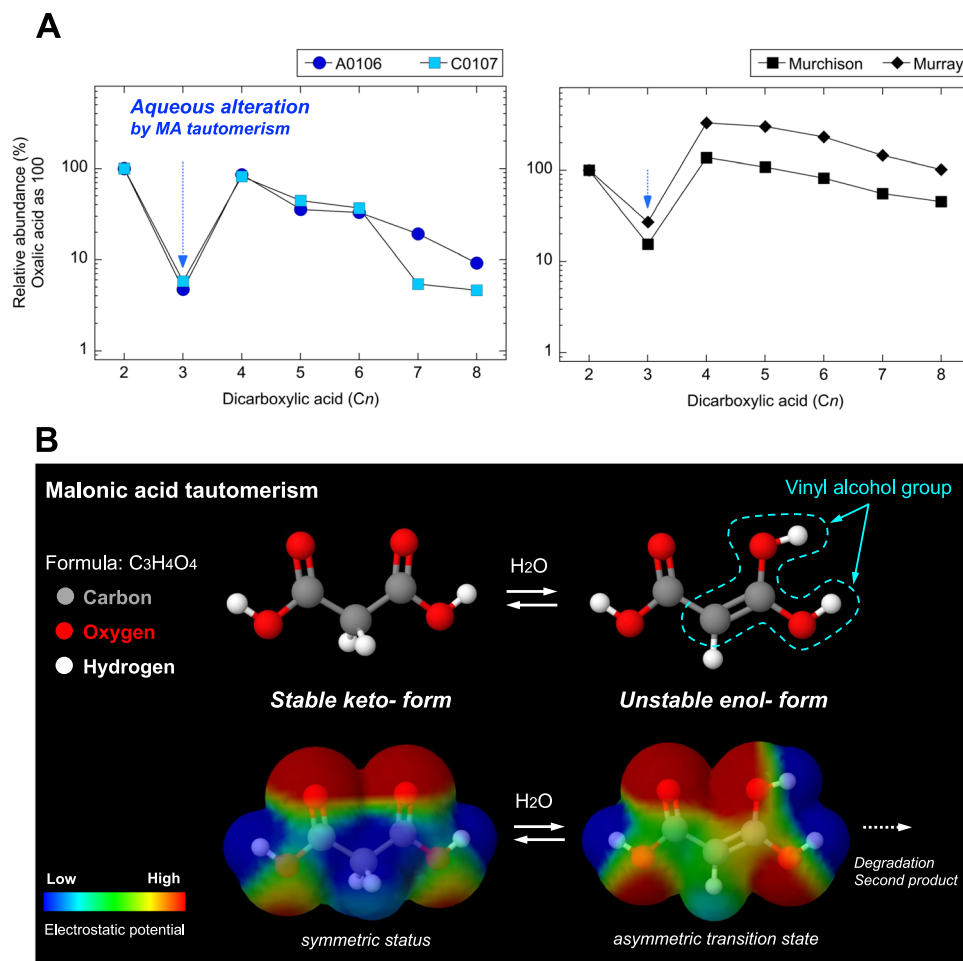 A
A0106
C0107
Murchison
Murray
Aqueous alteration
by MA tautomerism
Relative abundance (%)
Oxalic acid as 100
100
10
1
2 3 4 5 6 7 8
Dicarboxylic acid (Cn)
100
10
1
2 3 4 5 6 7 8
Dicarboxylic acid (Cn)
B
Malonic acid tautomerism
Vinyl alcohol group
Formula: C3H4O4
Carbon
Oxygen
Hydrogen
H2O
Stable keto- form
Unstable enol- form
H2O
Low
High
Electrostatic potential
Degradation
Second product
symmetric status
asymmetric transition state